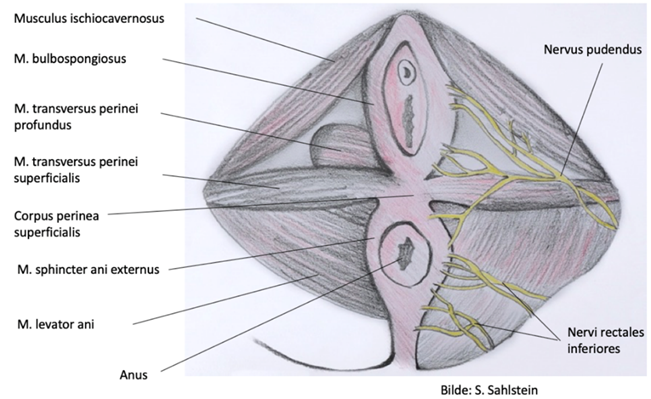 Musculus ischiocavernosus
M. bulbospongiosus
M. transversus perinei
profundus
M. transversus perinei
superficialis
Corpus perinea
superficialis
M. sphincter ani externus
M. levator ani
Anus
Nervus pudendus
Nervi rectales
inferiores
Bilde: S. Sahlstein